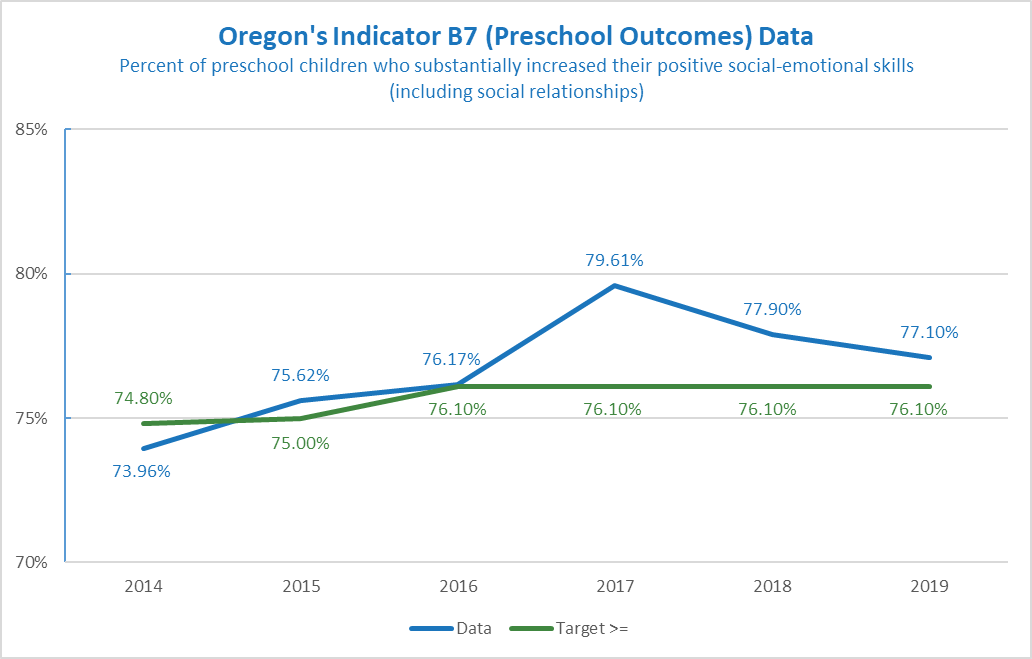 Oregon's Indicator B7 (Preschool Outcomes) Data
Percent of preschool children who substantially increased their positive social-emotional skills
(including social relationships)
85%
80%
79.61%
77.90%
77.10%
76.17%
75.62%
74.80%
76.10% 76.10% 76.10% 76.10%
75%
75.00%
73.96%
70%
2014 2015 2016 2017 2018 2019
Data Target >=